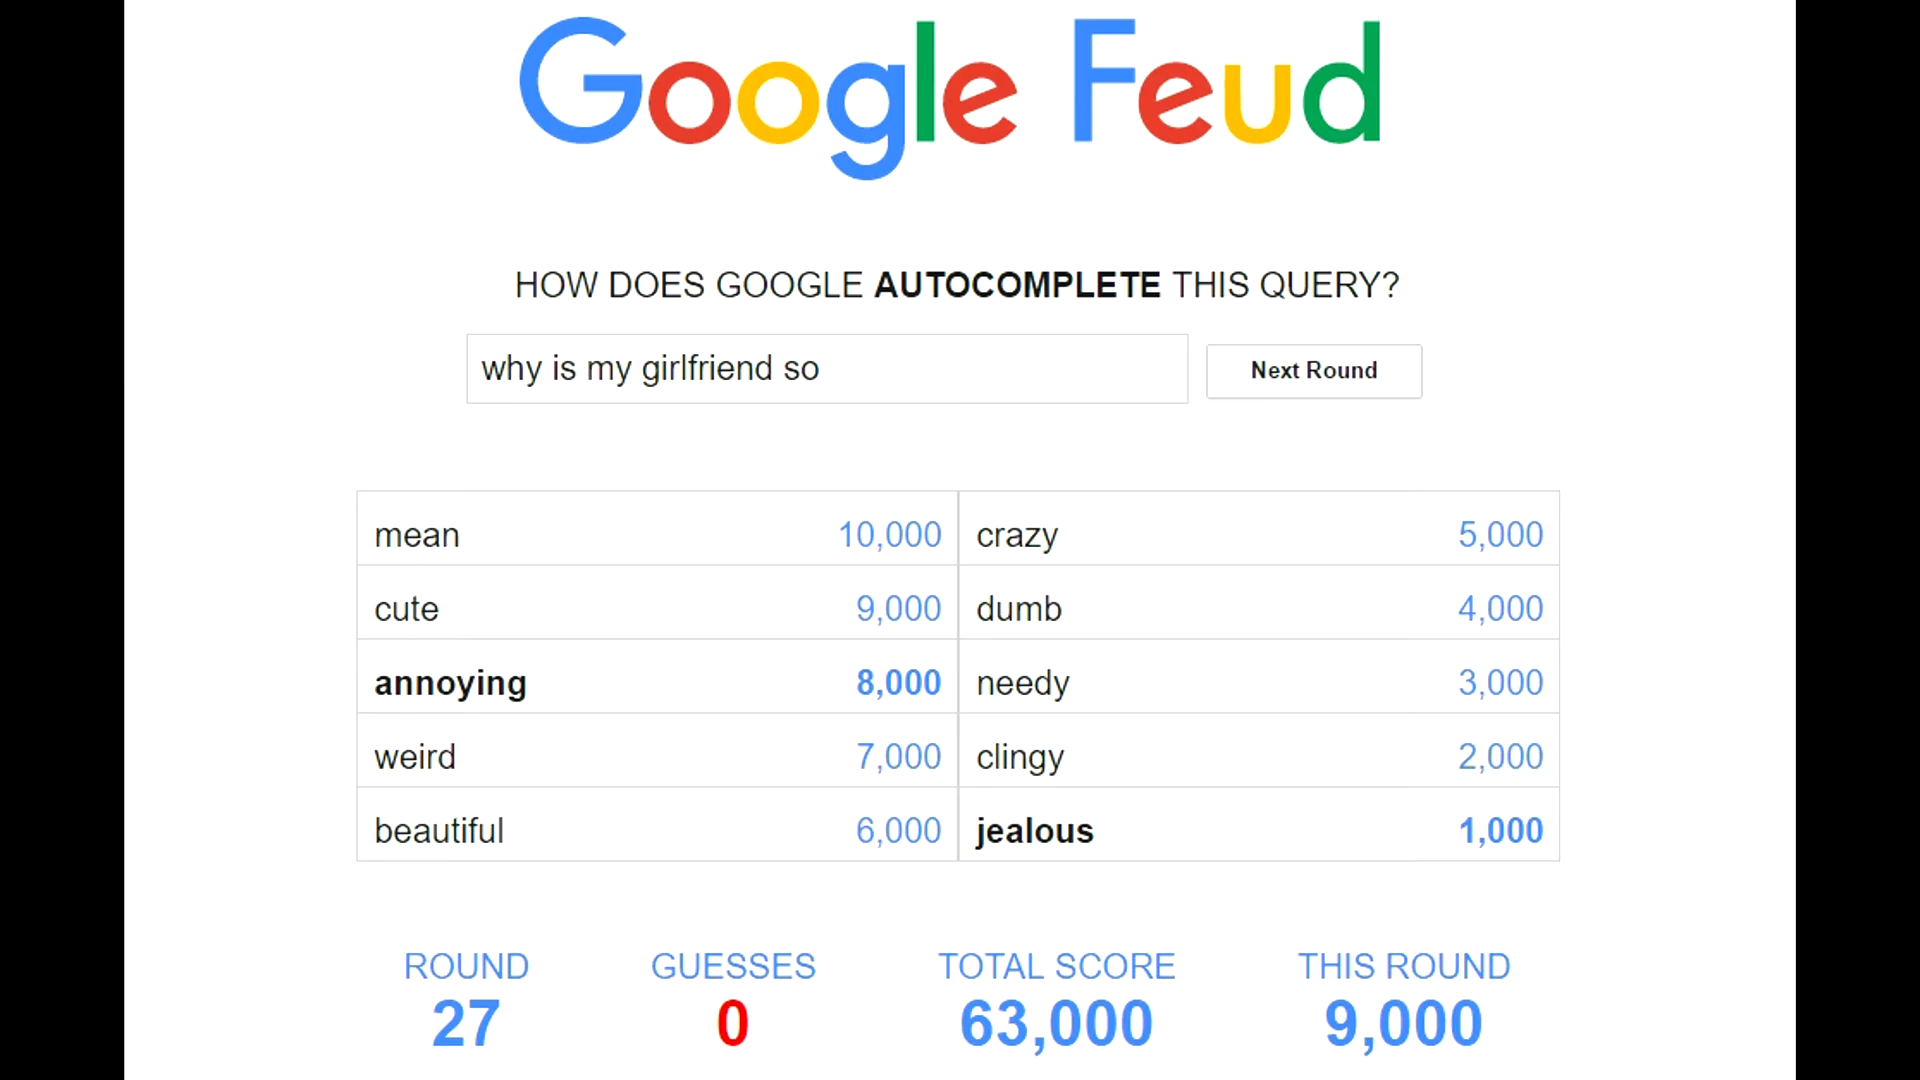 Google Feud
HOW DOES GOOGLE AUTOCOMPLETE THIS QUERY?
why is my girlfriend so
Next Round
mean 10,000 crazy 5,000
cute 9,000 dumb 4,000
annoying 8,000 needy 3,000
weird 7,000 clingy 2,000
beautiful 6,000 jealous 1,000
ROUND GUESSES TOTAL SCORE THIS ROUND
27 0 63,000 9,000